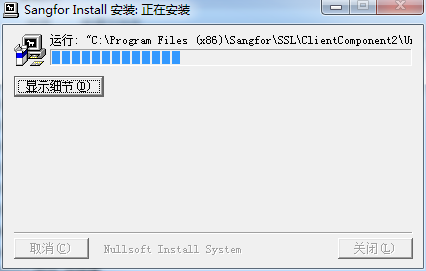 Sangfor Install 安装: 正在安装
运行: "C:\Program Files (x86)\Sangfor\SSL\ClientComponent2\Un
显示细节(D)
取消(C)
Nullsoft Install System
关闭(L)